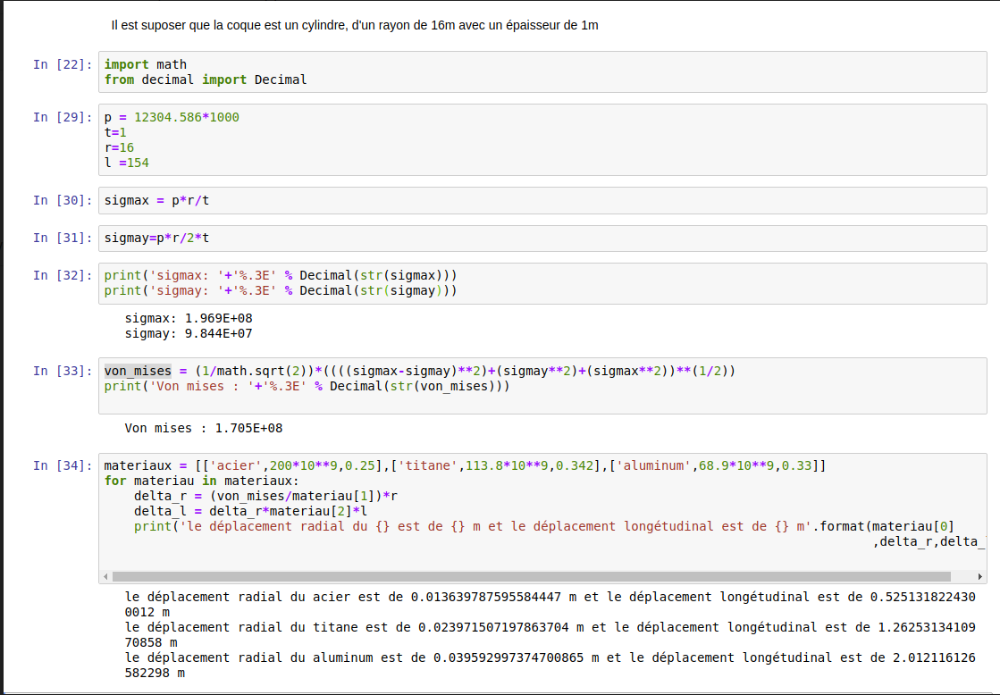 Il est suposer que la coque est un cylindre, d'un rayon de 16m avec un épaisseur de 1m
In [22]: import math
from decimal import Decimal
In [29]: p = 12304.586*1000
t=1
r=16
l =154
In [30]: sigmax = p*r/t
In [31]: sigmay=p*r/2*t
In [32]: print('sigmax: '+'%.3E' % Decimal(str(sigmax)))
print('sigmay: '+'%.3E' % Decimal(str(sigmay)))
sigmax: 1.969E+08
sigmay: 9.844E+07
In [33]: von_mises = (1/math.sqrt(2))*((((sigmax-sigmay)**2)+(sigmay**2)+(sigmax**2))**(1/2))
print('Von mises : '+'%.3E' % Decimal(str(von_mises)))
Von mises : 1.705E+08
In [34]: materiaux = [['acier',200*10**9,0.25],['titane',113.8*10**9,0.342],['aluminum',68.9*10**9,0.33]]
for materiau in materiaux:
    delta_r = (von_mises/materiau[1])*r
    delta_l = delta_r*materiau[2]*l
    print('le déplacement radial du {} est de {} m et le déplacement longétudinal est de {} m'.format(materiau[0]
,delta_r,delta_
le déplacement radial du acier est de 0.013639787595584447 m et le déplacement longétudinal est de 0.525131822430
0012 m
le déplacement radial du titane est de 0.023971507197863704 m et le déplacement longétudinal est de 1.26253134109
70858 m
le déplacement radial du aluminum est de 0.039592997374700865 m et le déplacement longétudinal est de 2.012116126
582298 m